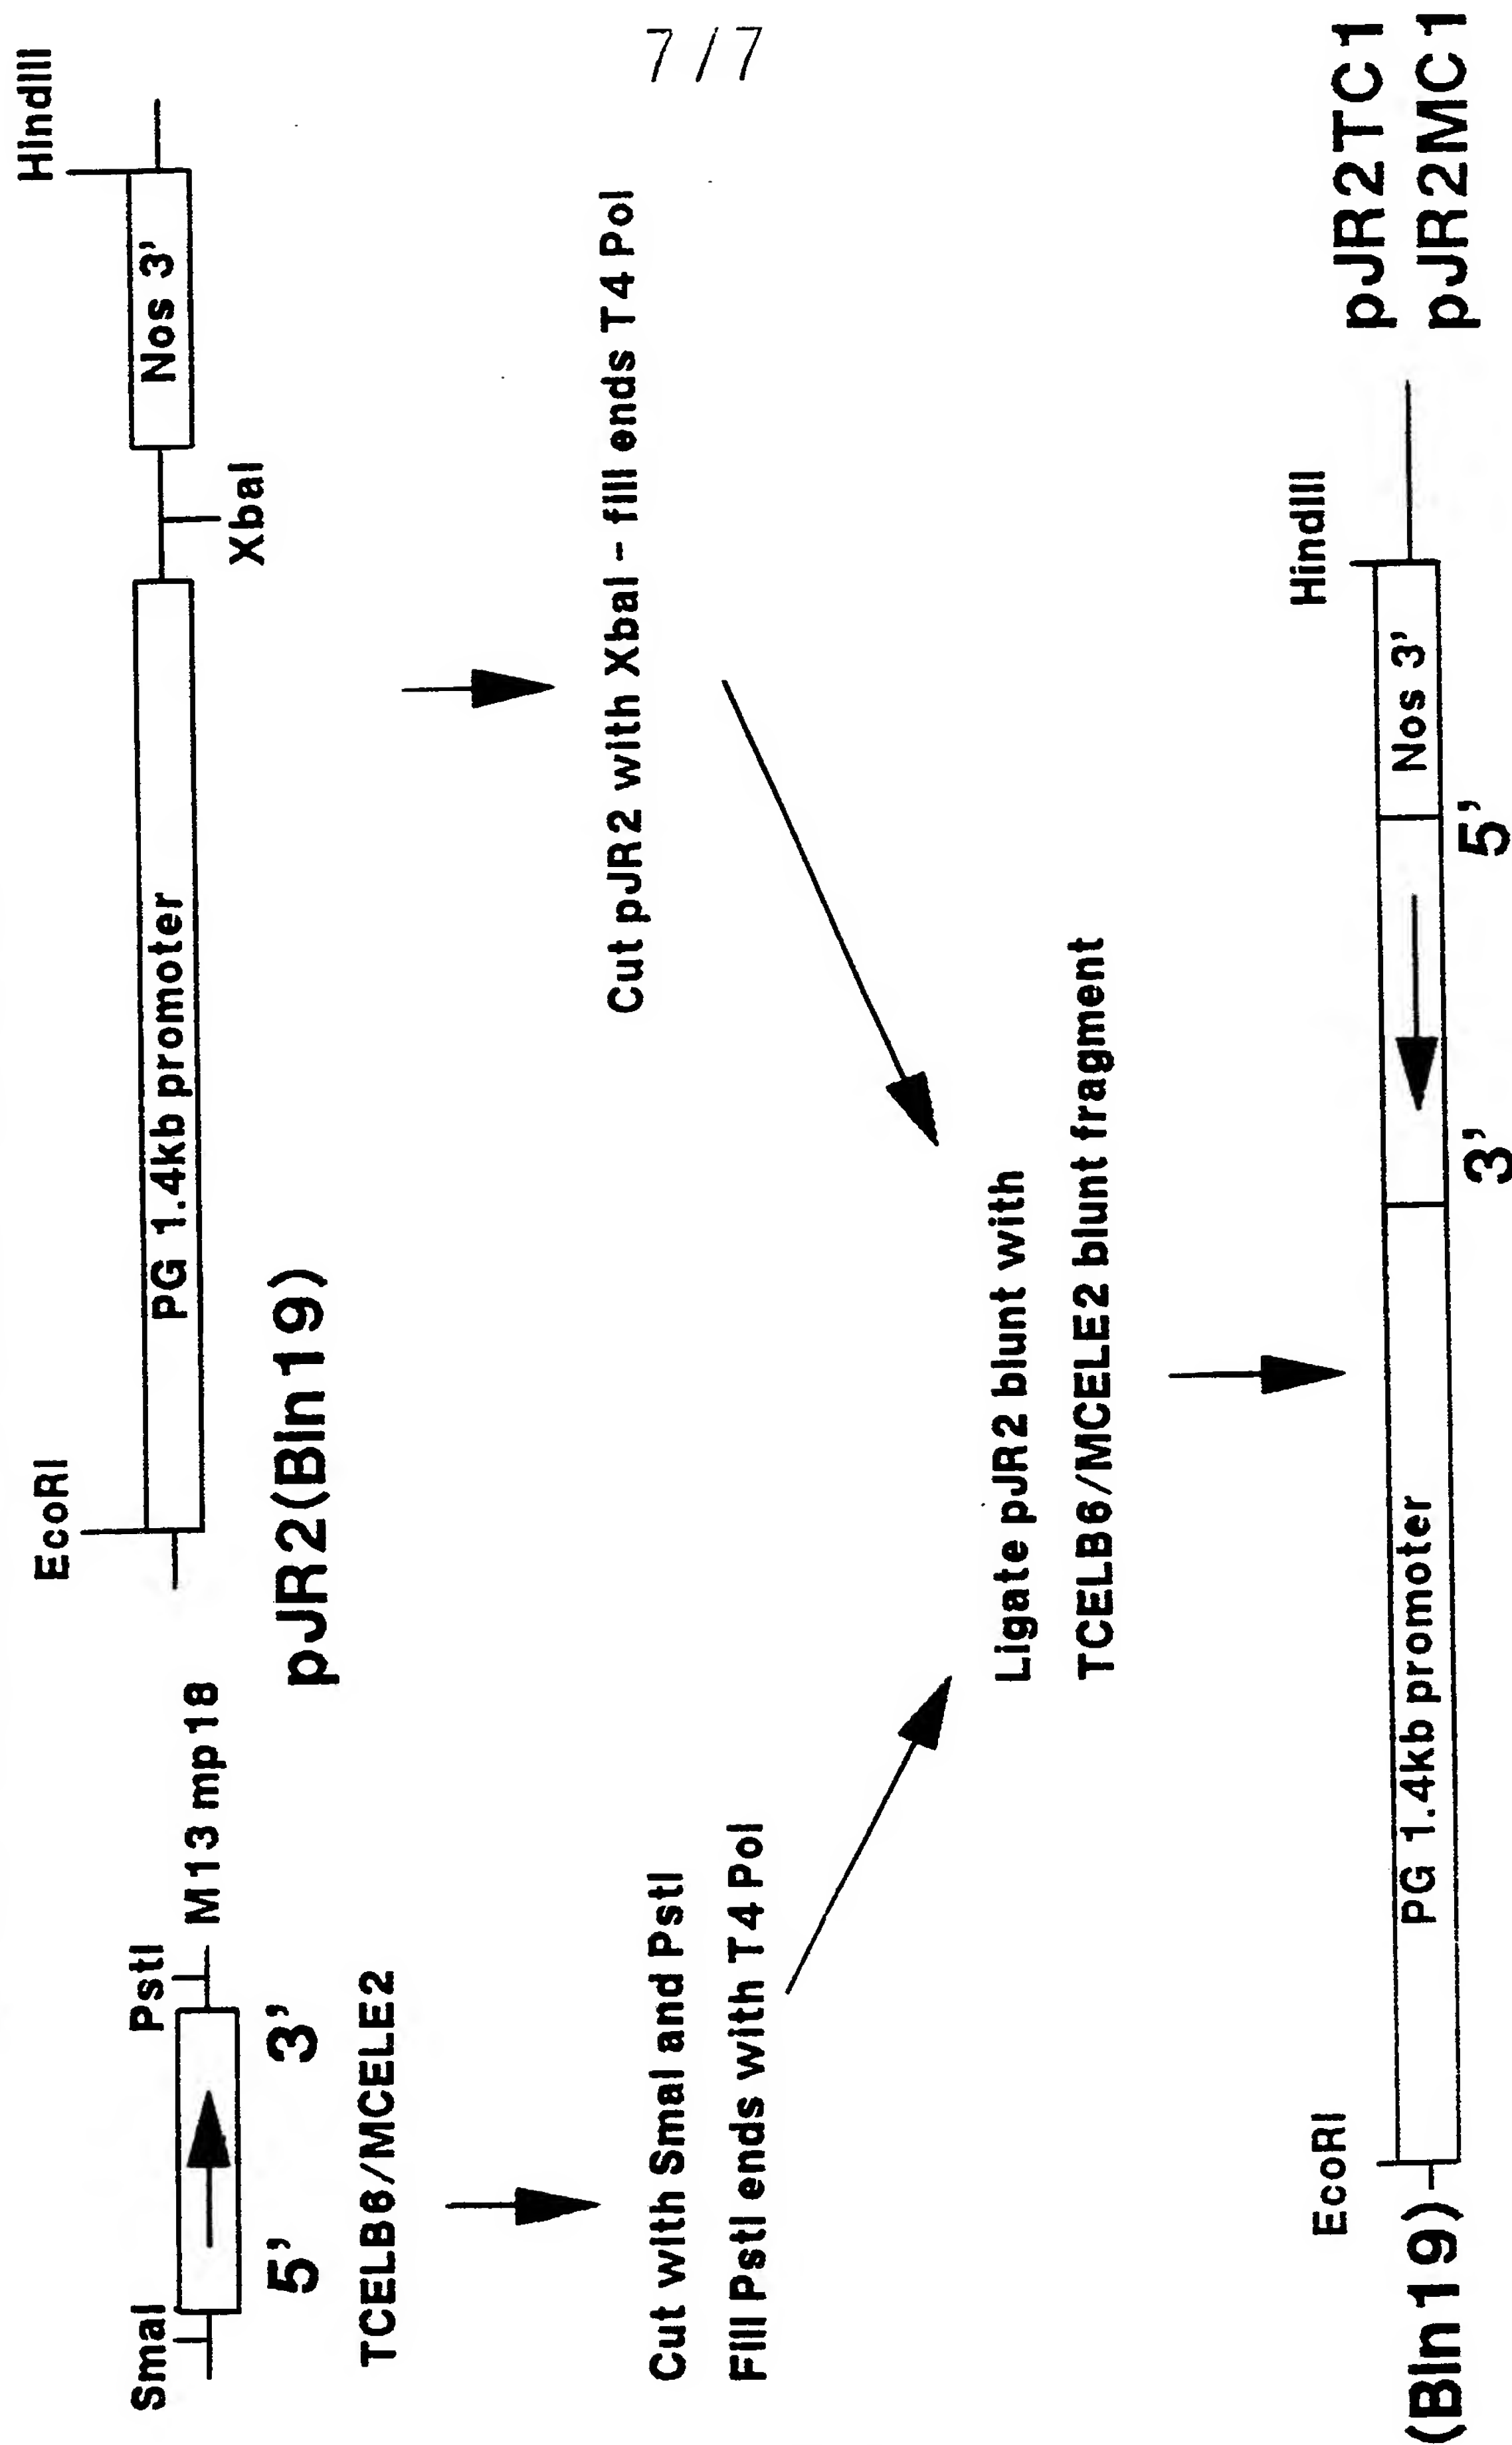 7/7
SmaI
PstI
M13 mp18
5’
3’
TCELB6/MCELE2
EcoRI
HindIII
PG 1.4kb promoter
Nos 3’
XbaI
pJR2(BIn19)
Cut with SmaI and PstI
Fill PstI ends with T4 Pol
Cut pJR2 with XbaI - fill ends T4 Pol
Ligate pJR2 blunt with
TCELB6/MCELE2 blunt fragment
EcoRI
HindIII
(BIn19)
PG 1.4kb promoter
Nos 3’
3’
5’
pJR2TC1
pJR2MC1